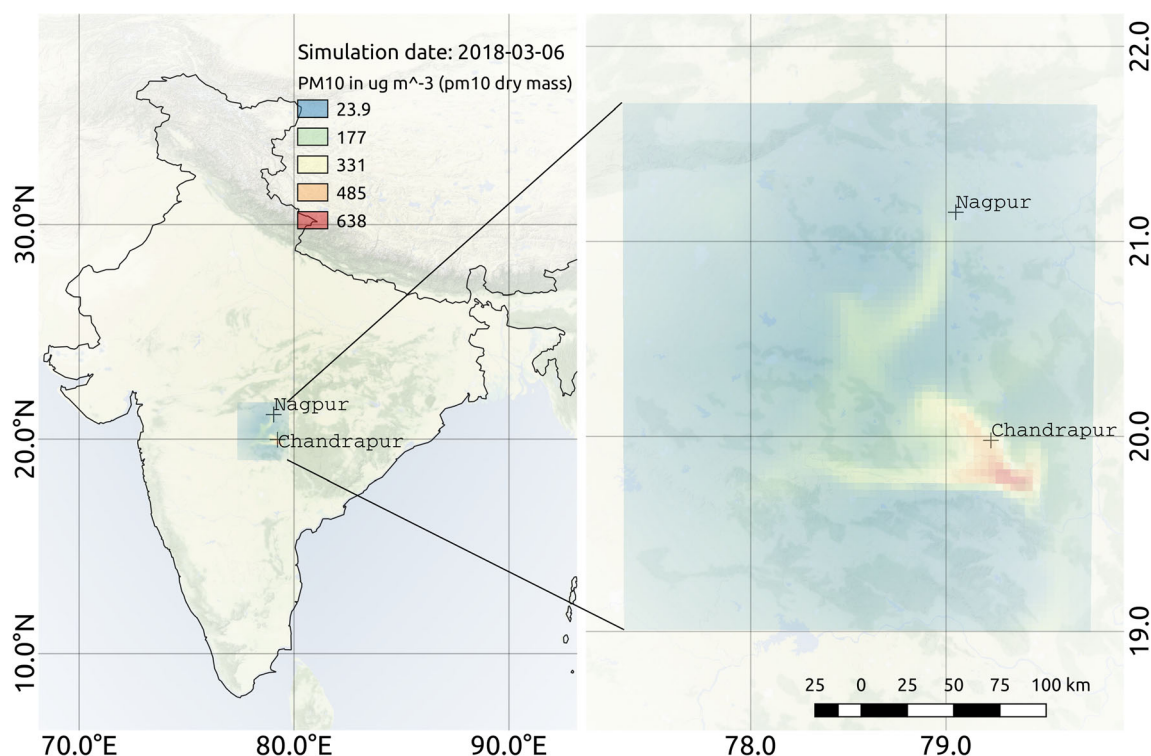 Simulation date: 2018-03-06
PM10 in ug m^-3 (pm10 dry mass)
23.9
177
331
485
638
30.0°N
20.0°N
10.0°N
70.0°E
80.0°E
90.0°E
Nagpur
Chandrapur
Nagpur
Chandrapur
22.0
21.0
20.0
19.0
25 0 25 50 75 100 km
78.0
79.0